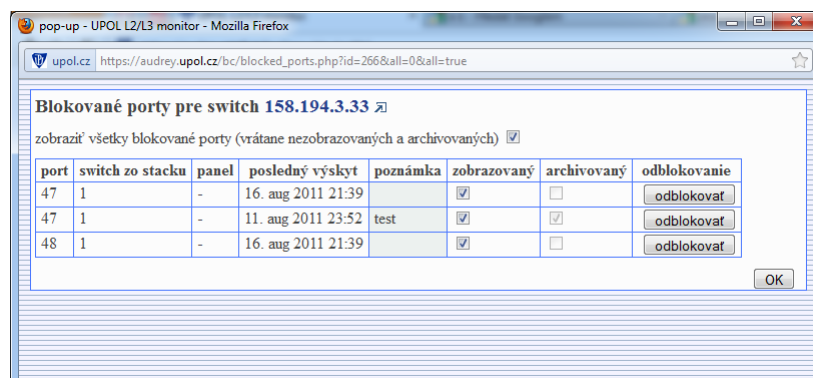 pop-up - UPOL L2/L3 monitor - Mozilla Firefox
upol.cz https://audrey.upol.cz/bc/blocked_ports.php?id=266&all=0&all=true
Blokované porty pre switch 158.194.3.33
zobraziť všetky blokované porty (vrátane nezobrazovaných a archivovaných)
port switch zo stacku panel posledný výskyt poznámka zobrazovaný archivovaný odblokovanie
47 1 - 16. aug 2011 21:39 odblokovať
47 1 - 11. aug 2011 23:52 test odblokovať
48 1 - 16. aug 2011 21:39 odblokovať
OK